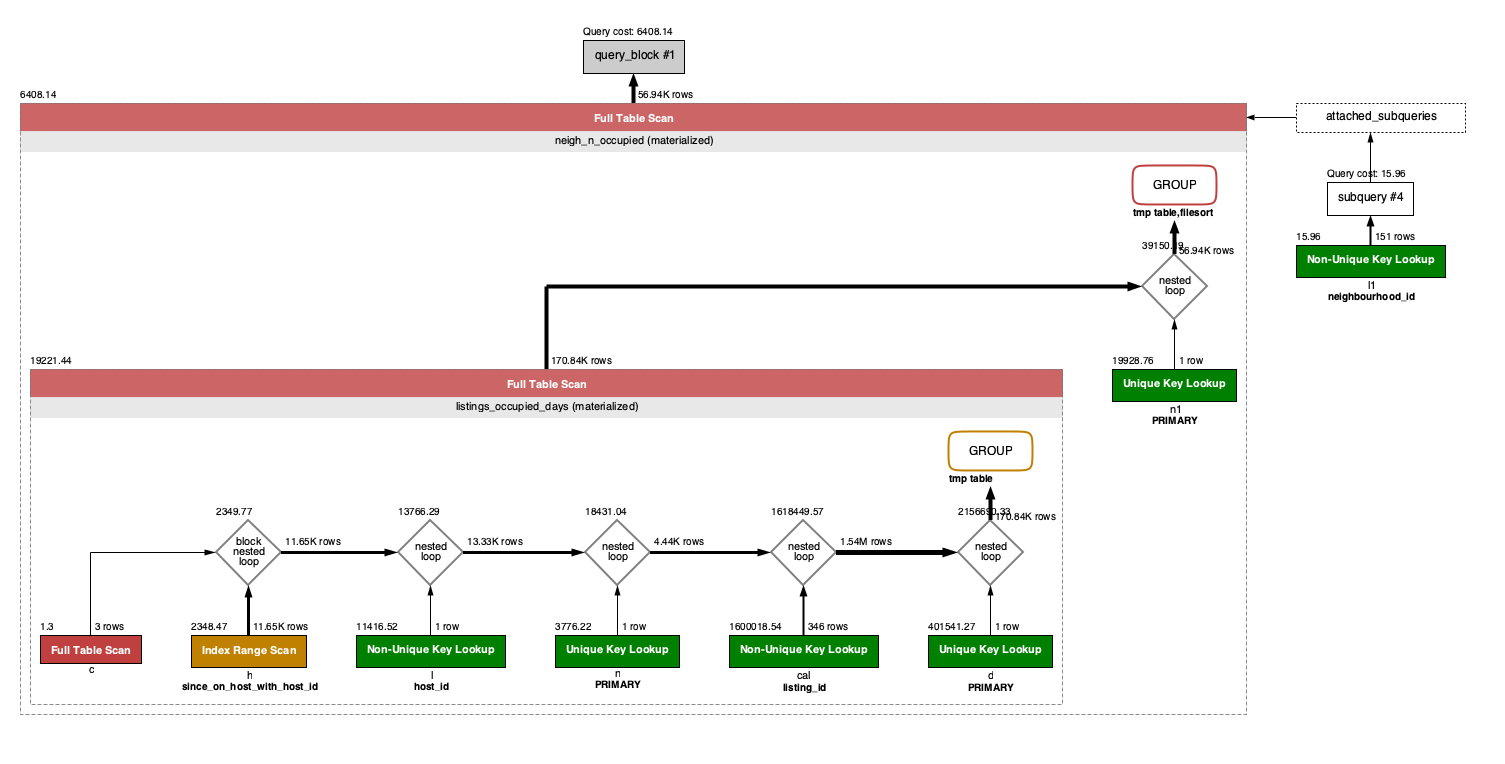 Query cost: 6408.14
query_block #1
6408.14
56.94K rows
Full Table Scan
neigh_n_occupied (materialized)
attached_subqueries
Query cost: 15.96
subquery #4
15.96
151 rows
Non-Unique Key Lookup
l1
neighbourhood_id
GROUP
tmp table,filesort
56.94K rows
nested
loop
19928.76
1 row
Unique Key Lookup
n1
PRIMARY
19221.44
170.84K rows
Full Table Scan
listings_occupied_days (materialized)
GROUP
tmp table
170.84K rows
2349.77
block
nested
loop
11.65K rows
13766.29
nested
loop
13.33K rows
18431.04
nested
loop
4.44K rows
1618449.57
nested
loop
1.54M rows
nested
loop
1.3
3 rows
Full Table Scan
c
2348.47
11.65K rows
Index Range Scan
h
since_on_host_with_host_id
11416.52
1 row
Non-Unique Key Lookup
l
host_id
3776.22
1 row
Unique Key Lookup
n
PRIMARY
1600018.54
346 rows
Non-Unique Key Lookup
cal
listing_id
401541.27
1 row
Unique Key Lookup
d
PRIMARY